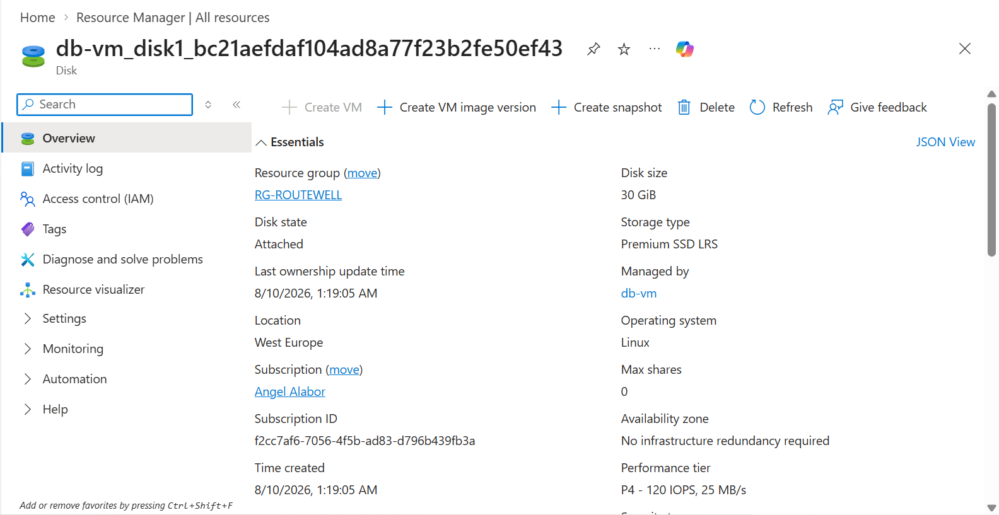 Home > Resource Manager | All resources
db-vm_disk1_bc21aefdaf104ad8a77f23b2fe50ef43
Disk
Search
Create VM
Create VM image version
Create snapshot
Delete
Refresh
Give feedback
Overview
Activity log
Access control (IAM)
Tags
Diagnose and solve problems
Resource visualizer
Settings
Monitoring
Automation
Help
Add or remove favorites by pressing Ctrl+Shift+F
Essentials
JSON View
Resource group (move)
RG-ROUTEWELL
Disk state
Attached
Last ownership update time
8/10/2026, 1:19:05 AM
Location
West Europe
Subscription (move)
Angel Alabor
Subscription ID
f2cc7af6-7056-4f5b-ad83-d796b439fb3a
Time created
8/10/2026, 1:19:05 AM
Disk size
30 GiB
Storage type
Premium SSD LRS
Managed by
db-vm
Operating system
Linux
Max shares
0
Availability zone
No infrastructure redundancy required
Performance tier
P4 - 120 IOPS, 25 MB/s